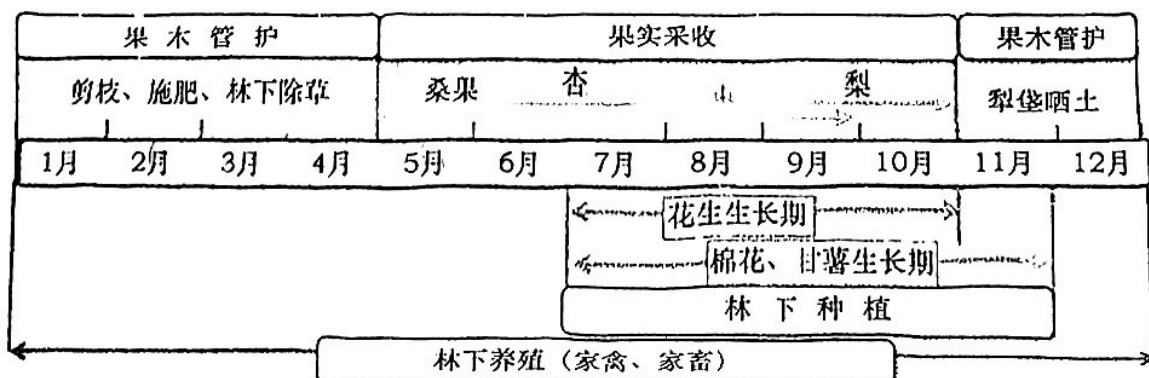 果木管护 果实采收 果木管护
剪枝、施肥、林下除草 桑果 杏 梨 犁垡晒土
1月 2月 3月 4月 5月 6月 7月 8月 9月 10月 11月 12月
花生生长期
棉花、甘薯生长期
林下种植
林下养殖（家禽、家畜）